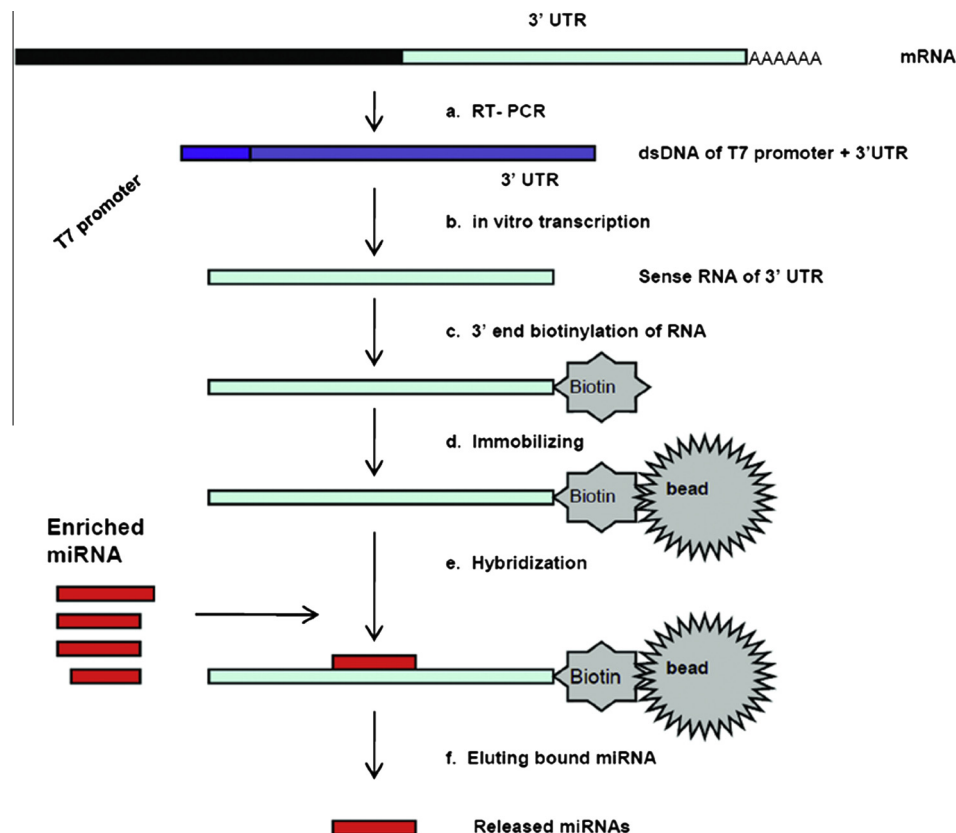 3' UTR
AAAAAA
mRNA
a. RT- PCR
dsDNA of T7 promoter + 3'UTR
3' UTR
T7 promoter
b. in vitro transcription
Sense RNA of 3' UTR
c. 3' end biotinylation of RNA
Biotin
d. Immobilizing
Biotin
bead
Enriched
miRNA
e. Hybridization
Biotin
bead
f. Eluting bound miRNA
Released miRNAs